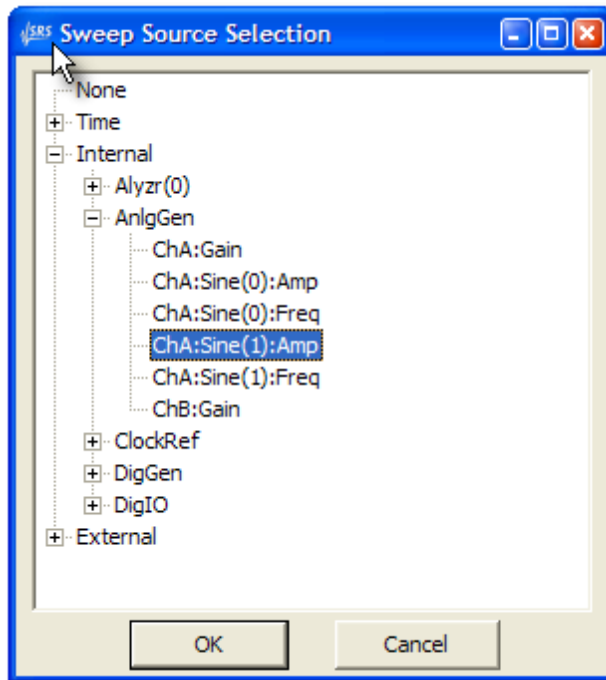 SRS Sweep Source Selection
None
Time
Internal
Alyzr(0)
AnlgGen
ChA:Gain
ChA:Sine(0):Amp
ChA:Sine(0):Freq
ChA:Sine(1):Amp
ChA:Sine(1):Freq
ChB:Gain
ClockRef
DigGen
DigIO
External
OK Cancel